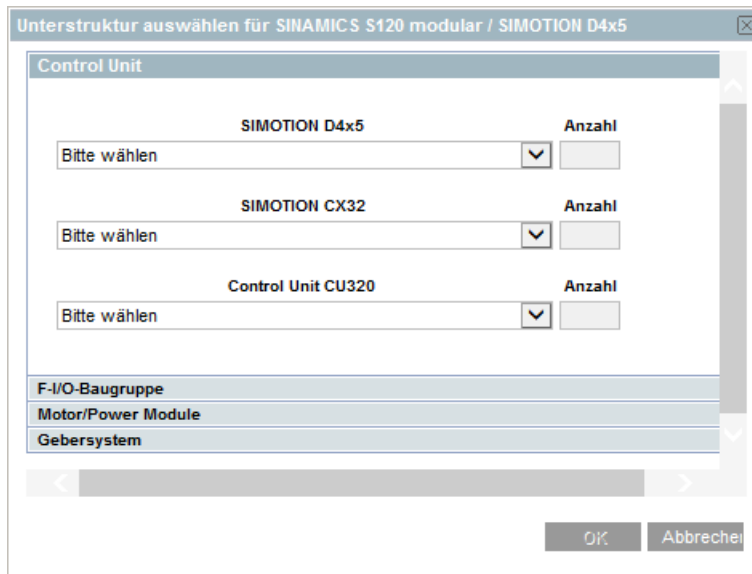 Unterstruktur auswählen für SINAMICS S120 modular / SIMOTION D4x5
Control Unit
SIMOTION D4x5 Anzahl
Bitte wählen
SIMOTION CX32 Anzahl
Bitte wählen
Control Unit CU320 Anzahl
Bitte wählen
F-I/O-Baugruppe
Motor/Power Module
Gebersystem
OK Abbrechen